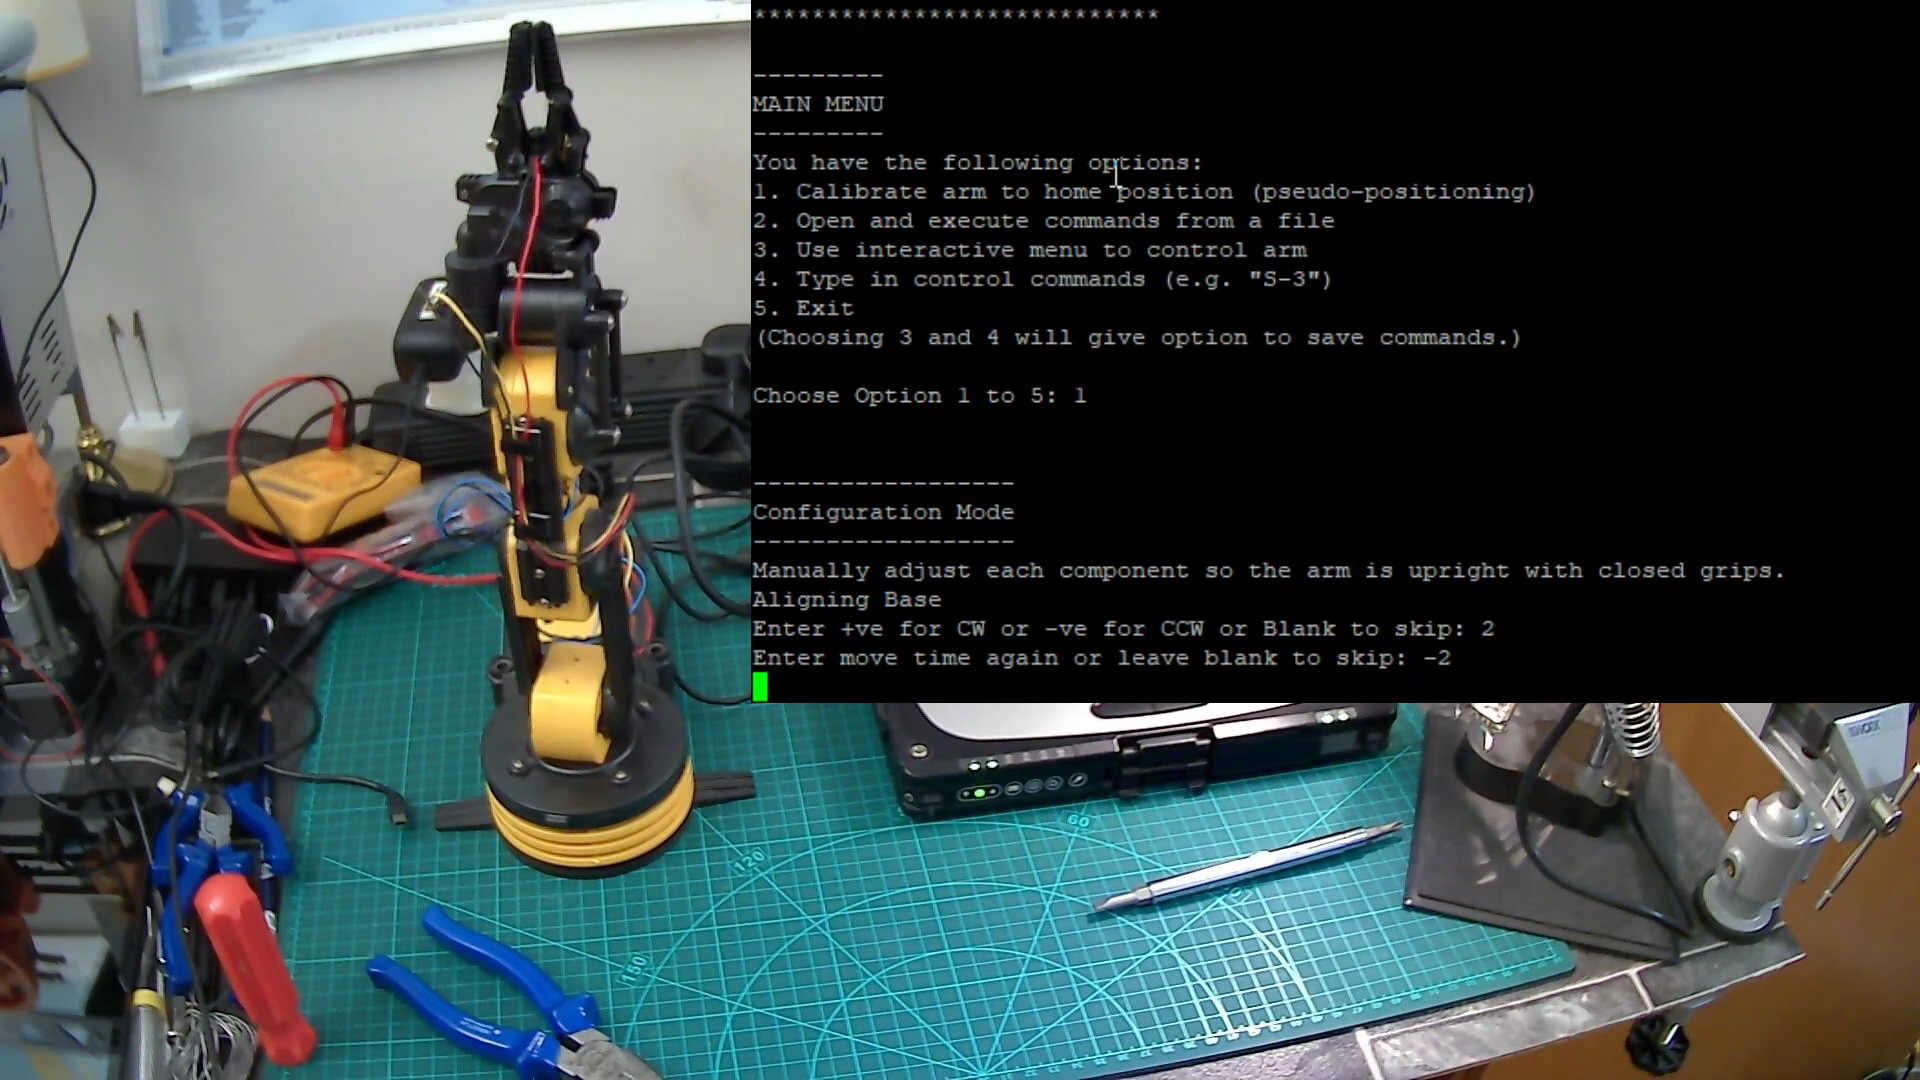 ****************************
---------
MAIN MENU
---------
You have the following options:
1. Calibrate arm to home position (pseudo-positioning)
2. Open and execute commands from a file
3. Use interactive menu to control arm
4. Type in control commands (e.g. "S-3")
5. Exit
(Choosing 3 and 4 will give option to save commands.)
Choose Option 1 to 5: 1
------------------
Configuration Mode
------------------
Manually adjust each component so the arm is upright with closed grips.
Aligning Base
Enter +ve for CW or -ve for CCW or Blank to skip: 2
Enter move time again or leave blank to skip: -2
60
120
150